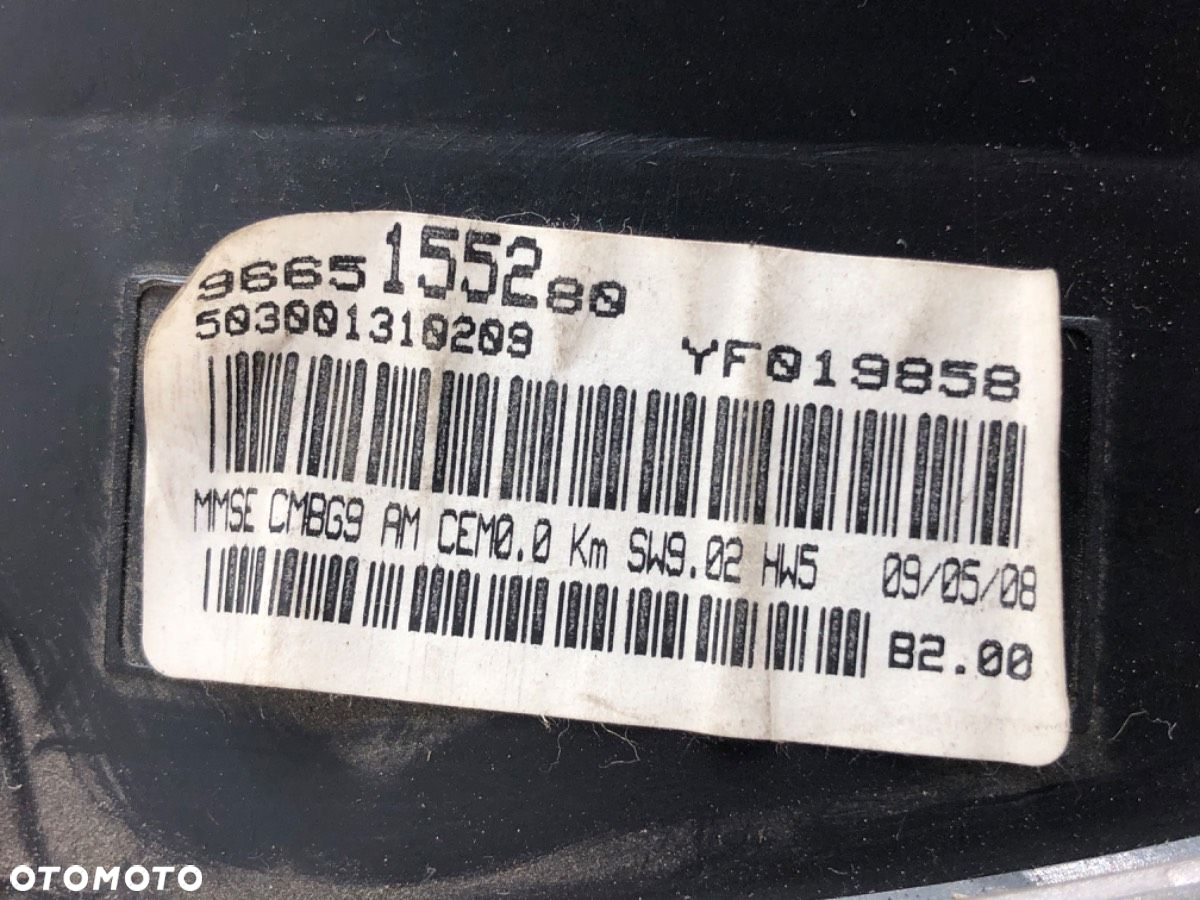 9665155280
503001310209 YF019858
MMSE CMBG9 AM CEM0.0 Km SW9.02 HW5 09/05/08
B2.00
OTOMOTO